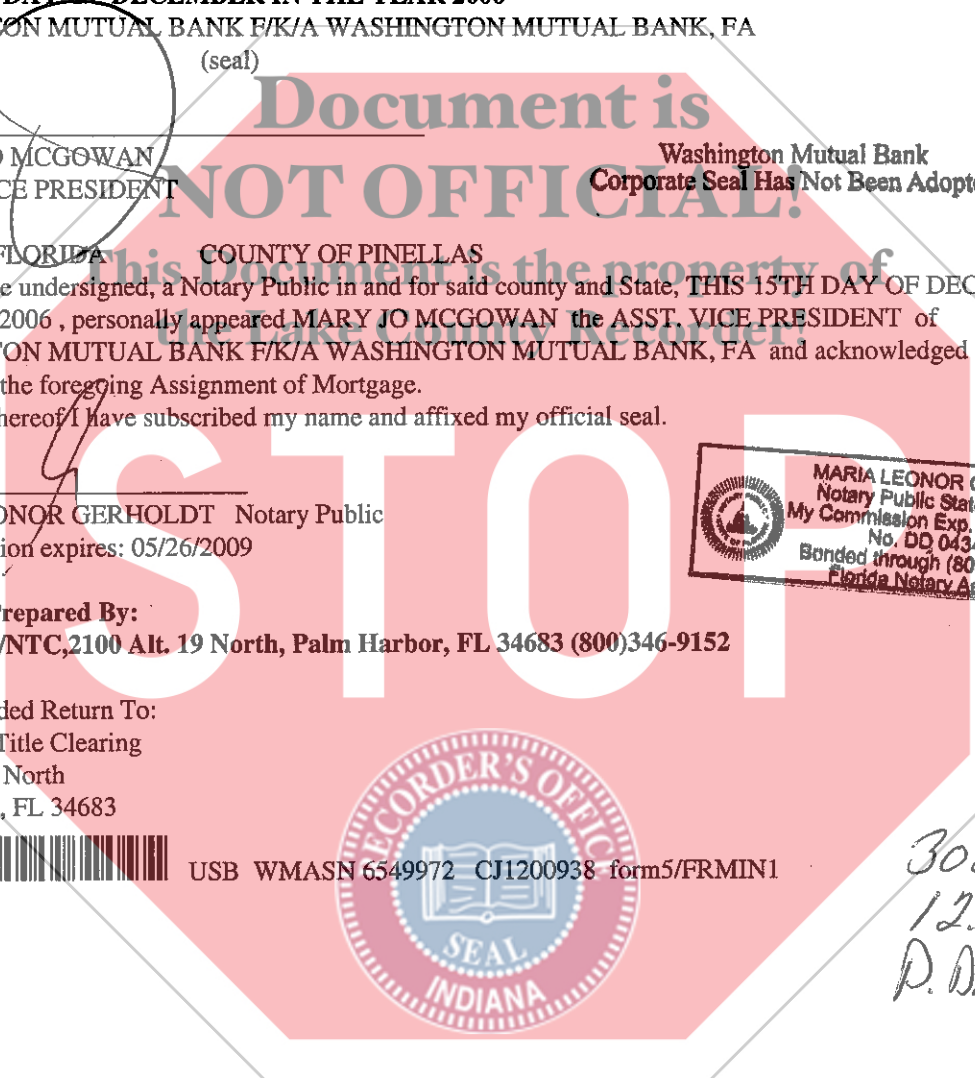 DAY OF DECEMBER IN THE YEAR 2006
ON MUTUAL BANK F/K/A WASHINGTON MUTUAL BANK, FA
(seal)
Document is
NOT OFFICIAL!
This Document is the property of
the Lake County Recorder!
O MCGOWAN
CE PRESIDENT
Washington Mutual Bank
Corporate Seal Has Not Been Adopte
FLORIDA COUNTY OF PINELLAS
e undersigned, a Notary Public in and for said county and State, THIS 15TH DAY OF DEC
2006 , personally appeared MARY JO MCGOWAN the ASST. VICE PRESIDENT of
ON MUTUAL BANK F/K/A WASHINGTON MUTUAL BANK, FA and acknowledged
the foregoing Assignment of Mortgage.
hereof I have subscribed my name and affixed my official seal.
STOP
ONOR GERHOLDT Notary Public
ion expires: 05/26/2009
MARIA LEONOR G
Notary Public State
My Commission Exp.
No. DD 0434
Bonded through (80
Florida Notary As
repared By:
/NTC,2100 Alt. 19 North, Palm Harbor, FL 34683 (800)346-9152
ded Return To:
Title Clearing
North
, FL 34683
USB WMASN 6549972 CJ1200938 form5/FRMIN1
RECORDER'S OFFICE
SEAL
INDIANA